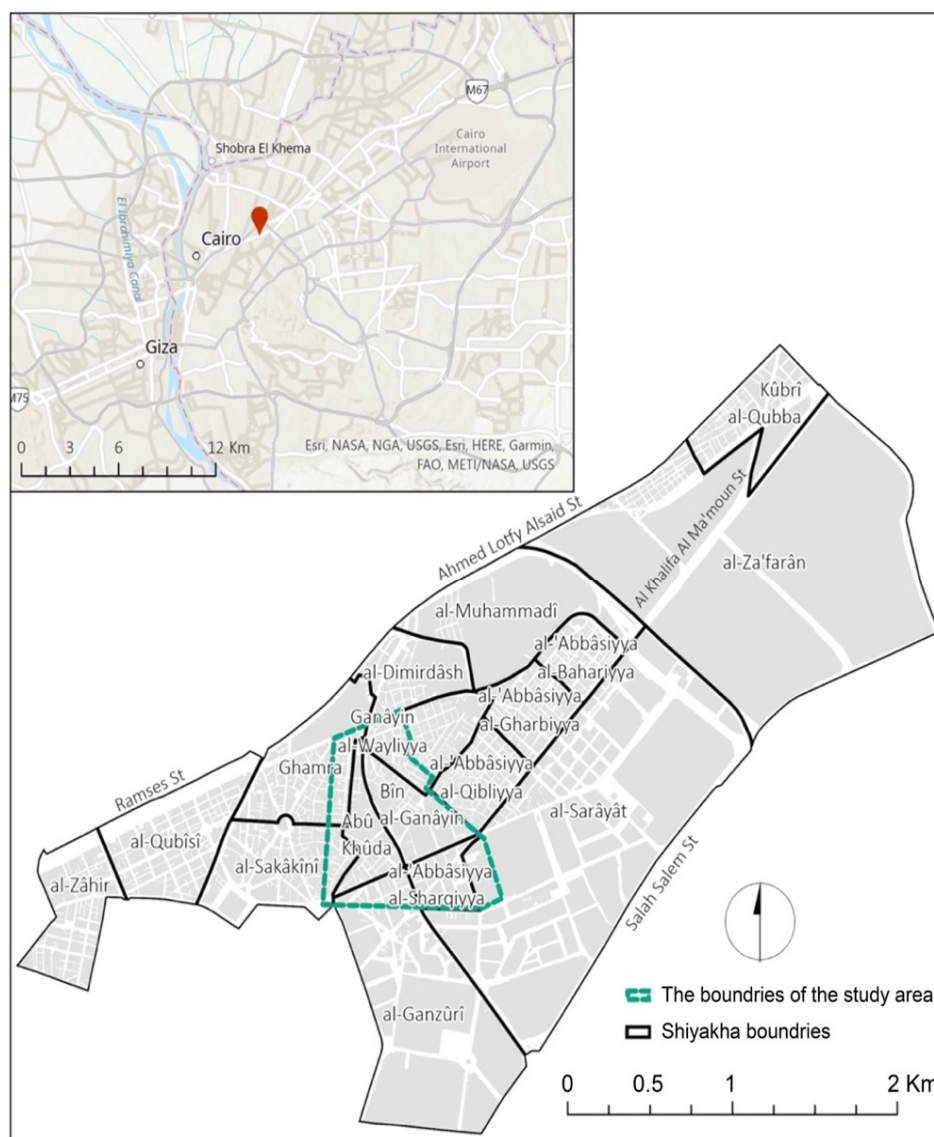 M67
Cairo
International
Airport
Shobra El Khema
El Ibrahimiya Canal
Cairo
Giza
M75
0 3 6 12 Km
Esri, NASA, NGA, USGS, Esri, HERE, Garmin,
FAO, METI/NASA, USGS
Kûbrî
al-Qubba
Ahmed Lotfy Alsaid St
Al Khalifa Al Ma'moun St
al-Za'farân
al-Muhammadî
al-'Abbâsiyya
al-Bahariyya
al-Dimirdâsh
al-'Abbâsiyya
al-Gharbiyya
Ganâyin
al-Wayliyya
Ghamra
al-'Abbâsiyya
al-Qibliyya
Bîn
al-Ganâyîn
Ramses St
al-Sarâyât
al-Qubîsî
Abû
Khûda
al-Sakâkînî
al-'Abbâsiyya
al-Sharqiyya
al-Zâhir
Salah Salem St
al-Ganzûrî
The boundries of the study area
Shiyakha boundries
0 0.5 1 2 Km